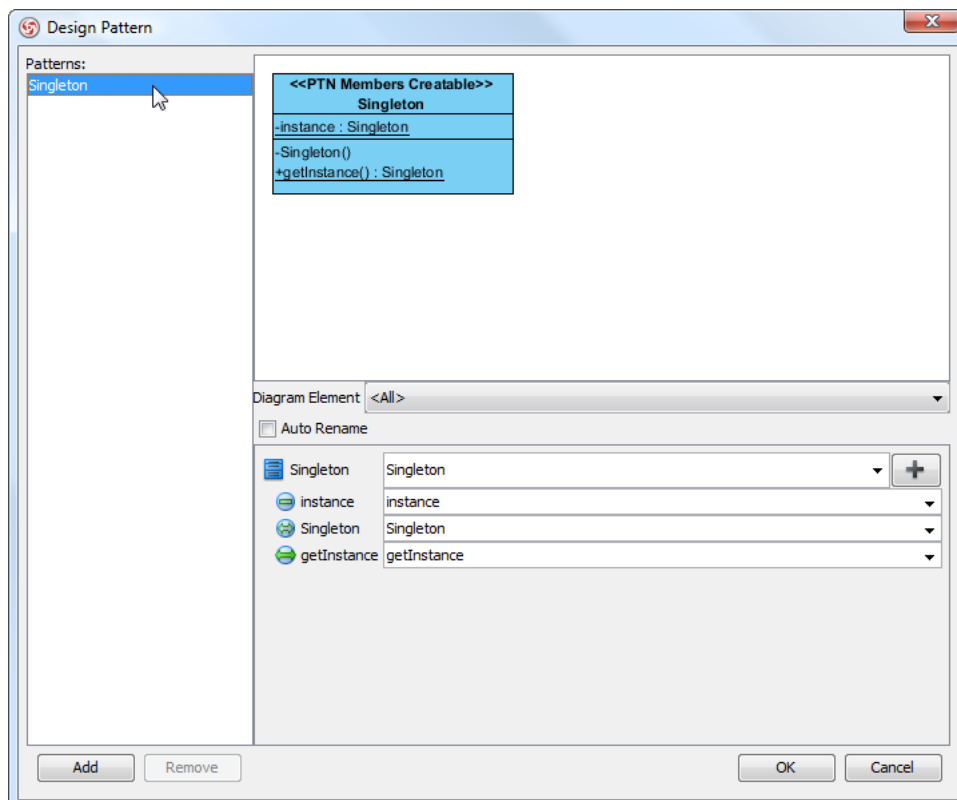 Design Pattern
Patterns:
Singleton
<<PTN Members Creatable>>
Singleton
-instance : Singleton
-Singleton()
+getInstance() : Singleton
Diagram Element <All>
Auto Rename
Singleton Singleton
instance instance
Singleton Singleton
getInstance getInstance
Add Remove OK Cancel